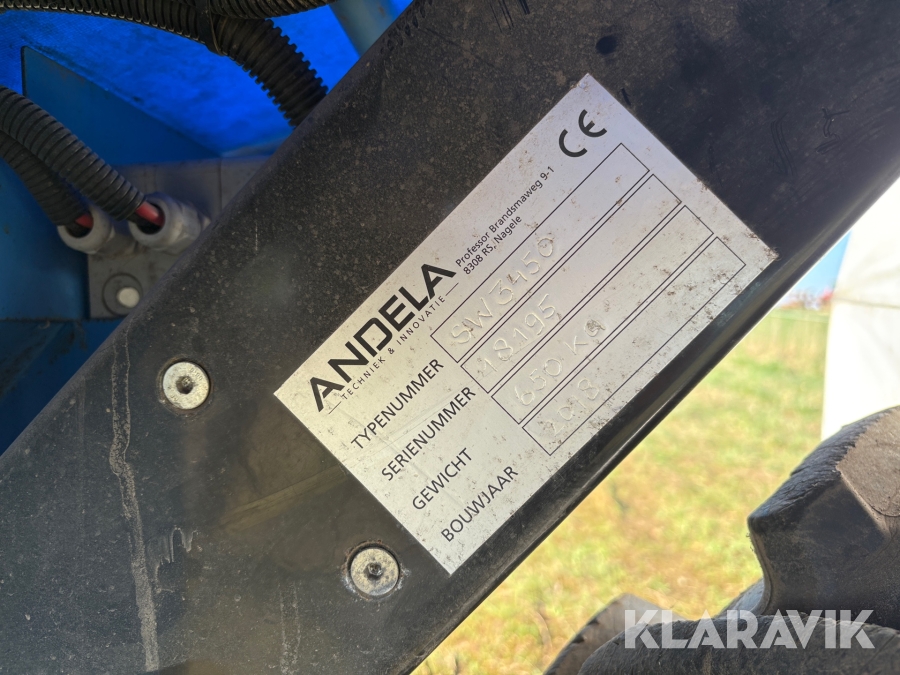 CE
ANDELA
TECHNIEK & INNOVATIE
Professor Brandsmaweg 9-1
8308 RS, Nagele
TYPENUMMER SW3450
SERIENUMMER 18195
GEWICHT 650 kg
BOUWJAAR 2018
KLARAVIK